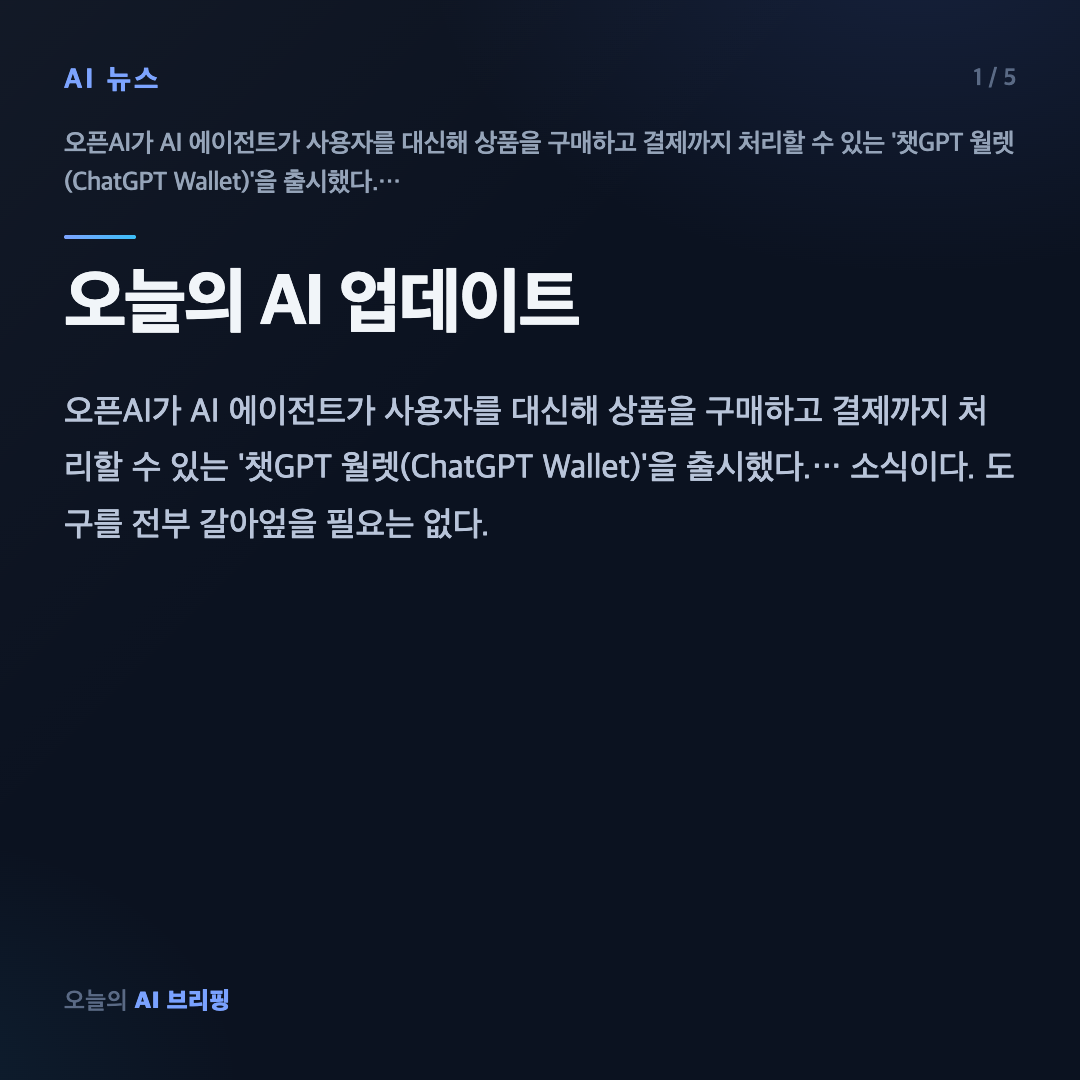 AI 뉴스
1 / 5
오픈AI가 AI 에이전트가 사용자를 대신해 상품을 구매하고 결제까지 처리할 수 있는 '챗GPT 월렛
(ChatGPT Wallet)'을 출시했다.…
오늘의 AI 업데이트
오픈AI가 AI 에이전트가 사용자를 대신해 상품을 구매하고 결제까지 처
리할 수 있는 '챗GPT 월렛(ChatGPT Wallet)'을 출시했다.… 소식이다. 도
구를 전부 갈아엎을 필요는 없다.
오늘의 AI 브리핑